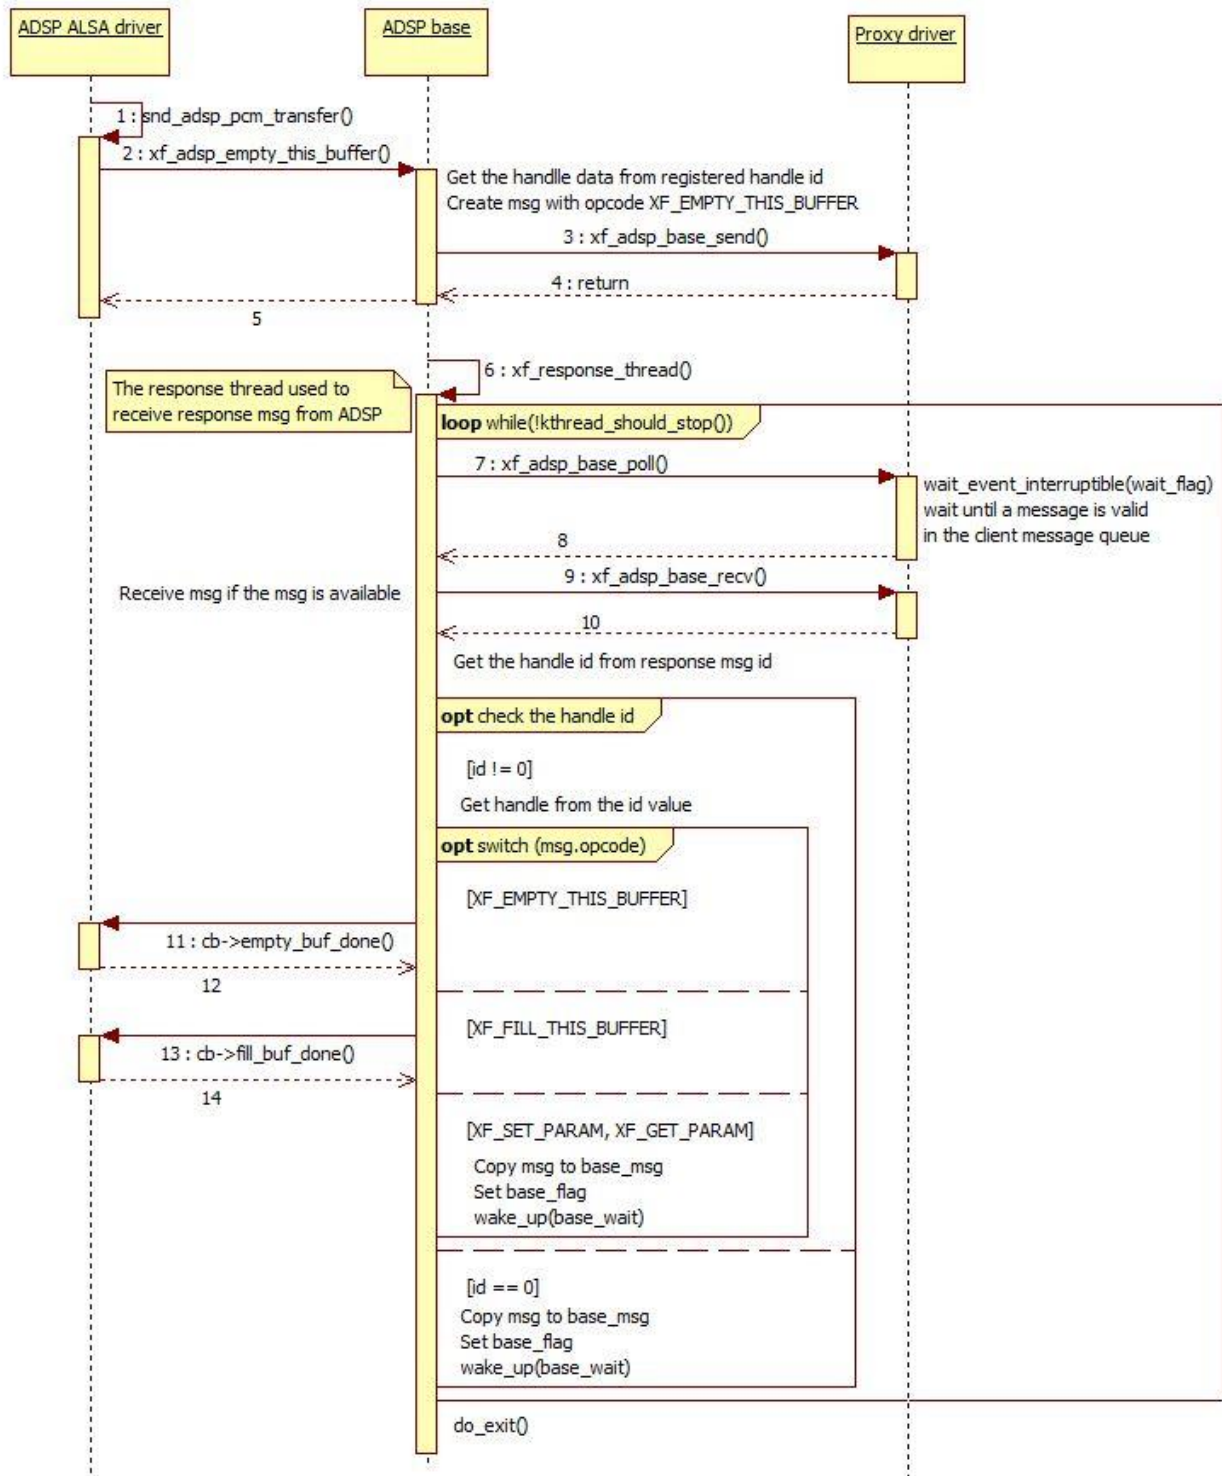 ADSP ALSA driver
ADSP base
Proxy driver
1 : snd_adsp_pcm_transfer()
2 : xf_adsp_empty_this_buffer()
Get the handlle data from registered handle id
Create msg with opcode XF_EMPTY_THIS_BUFFER
3 : xf_adsp_base_send()
4 : return
5
6 : xf_response_thread()
The response thread used to
receive response msg from ADSP
loop while(!kthread_should_stop())
7 : xf_adsp_base_poll()
wait_event_interruptible(wait_flag)
wait until a message is valid
in the client message queue
8
9 : xf_adsp_base_recv()
Receive msg if the msg is available
10
Get the handle id from response msg id
opt check the handle id
[id != 0]
Get handle from the id value
opt switch (msg.opcode)
[XF_EMPTY_THIS_BUFFER]
11 : cb->empty_buf_done()
12
[XF_FILL_THIS_BUFFER]
13 : cb->fill_buf_done()
14
[XF_SET_PARAM, XF_GET_PARAM]
Copy msg to base_msg
Set base_flag
wake_up(base_wait)
[id == 0]
Copy msg to base_msg
Set base_flag
wake_up(base_wait)
do_exit()